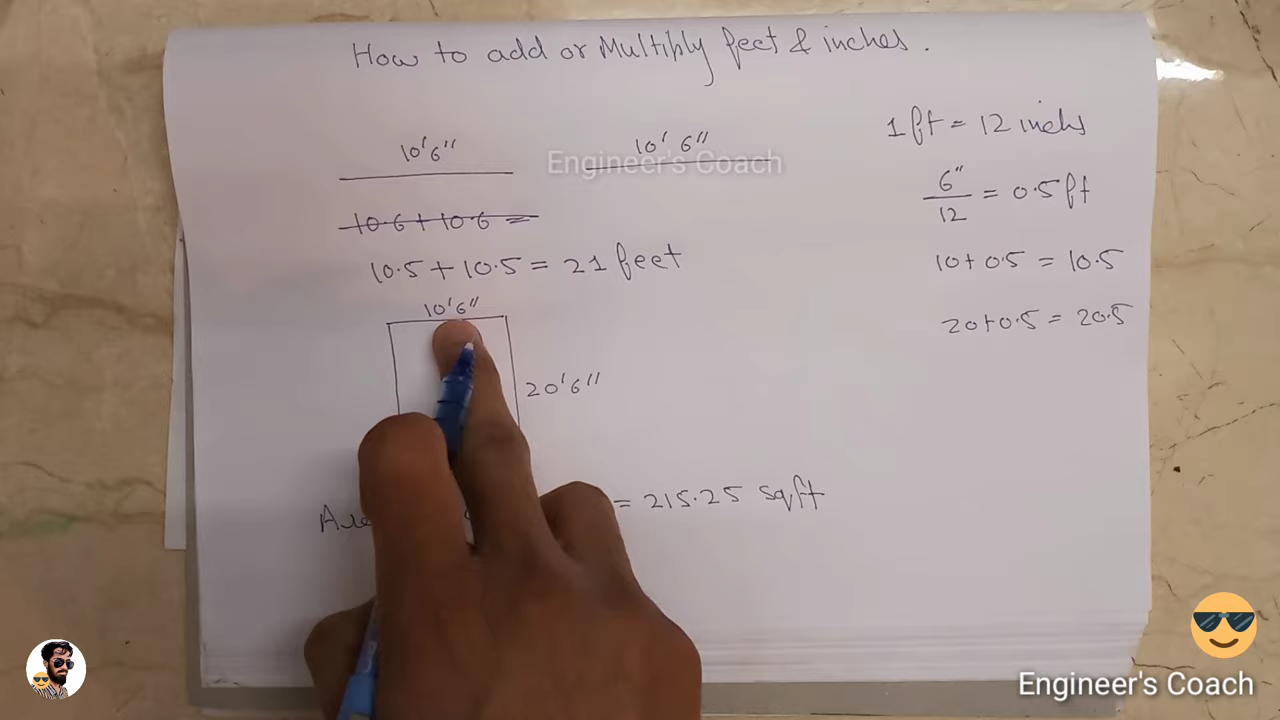 How to add or Multiply feet & inches.
10'6"
10' 6"
Engineer's Coach
10.6 + 10.6 =
10.5 + 10.5 = 21 feet
10'6"
20'6"
= 215.25 sqft
1 ft = 12 inchs
6"
12
= 0.5 ft
10 + 0.5 = 10.5
20 + 0.5 = 20.5
Engineer's Coach